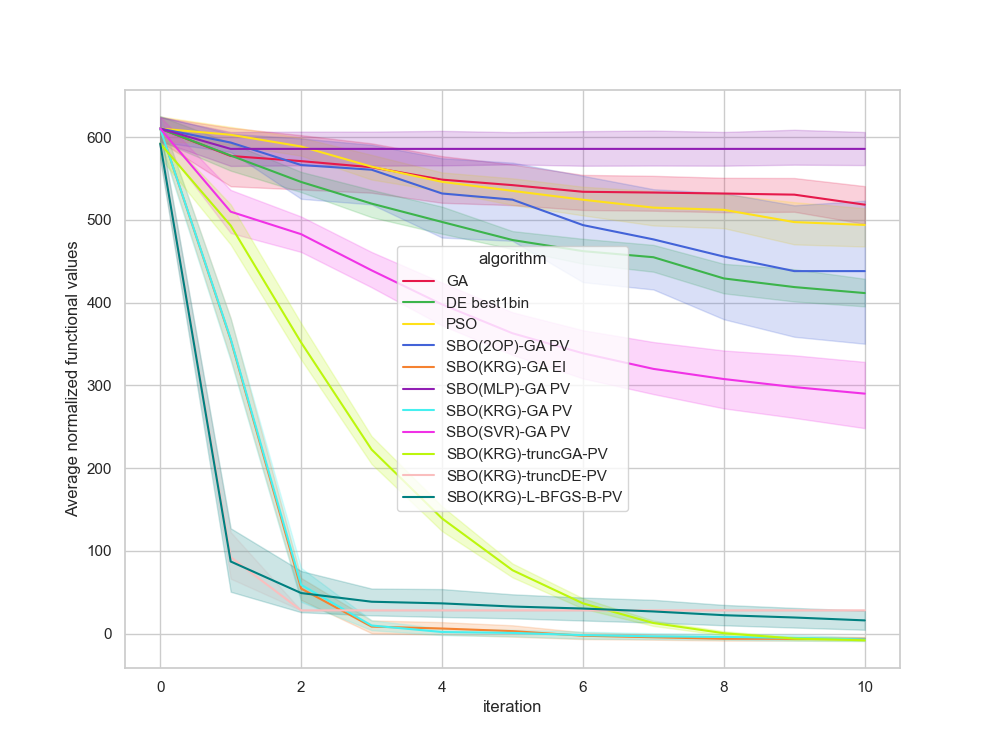 Average normalized functional values
600
500
400
300
200
100
0
algorithm
GA
DE best1bin
PSO
SBO(2OP)-GA PV
SBO(KRG)-GA EI
SBO(MLP)-GA PV
SBO(KRG)-GA PV
SBO(SVR)-GA PV
SBO(KRG)-truncGA-PV
SBO(KRG)-truncDE-PV
SBO(KRG)-L-BFGS-B-PV
0 2 4 6 8 10
iteration